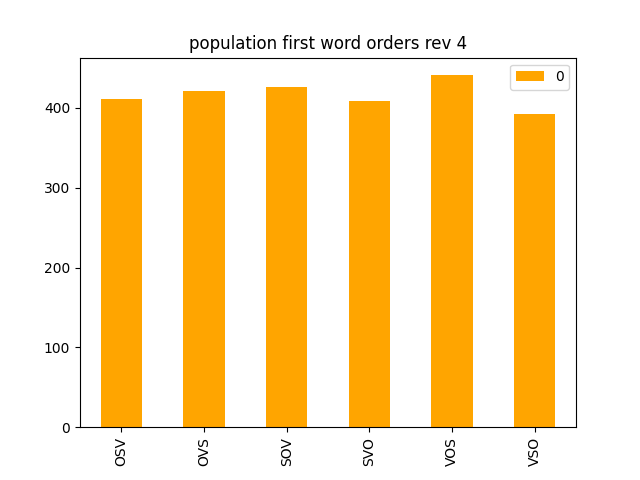 population first word orders rev 4
0
400
300
200
100
0
OSV
OVS
SOV
SVO
VOS
VSO